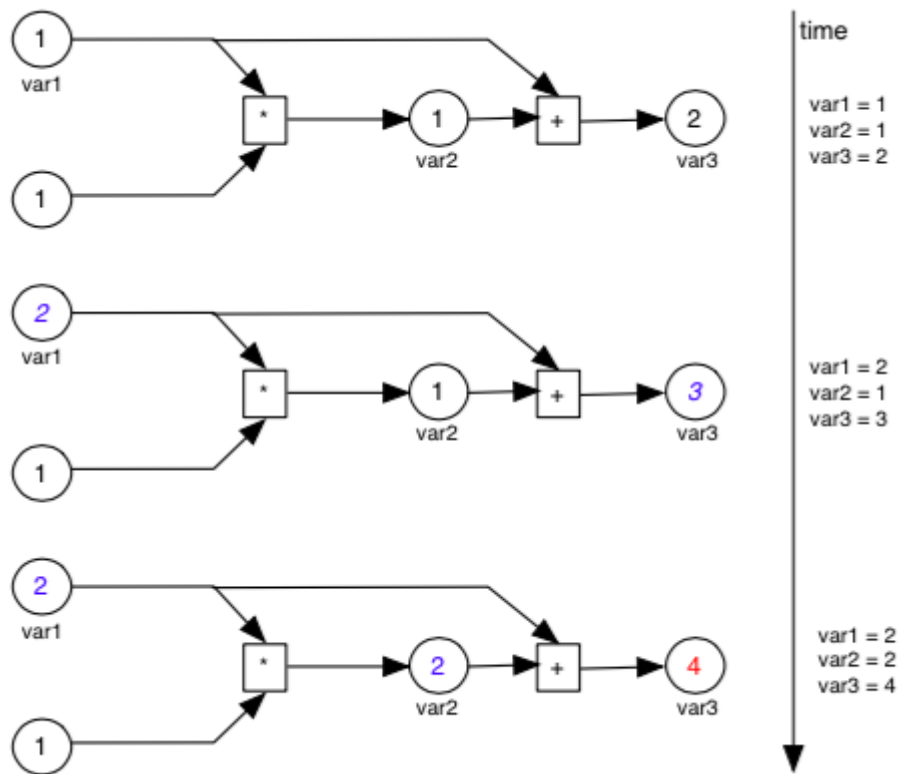 1
time
var1
*
1
+
2
var2
var3
1
var1 = 1
var2 = 1
var3 = 2
2
var1
*
1
+
3
var2
var3
1
var1 = 2
var2 = 1
var3 = 3
2
var1
*
2
+
4
var2
var3
1
var1 = 2
var2 = 2
var3 = 4